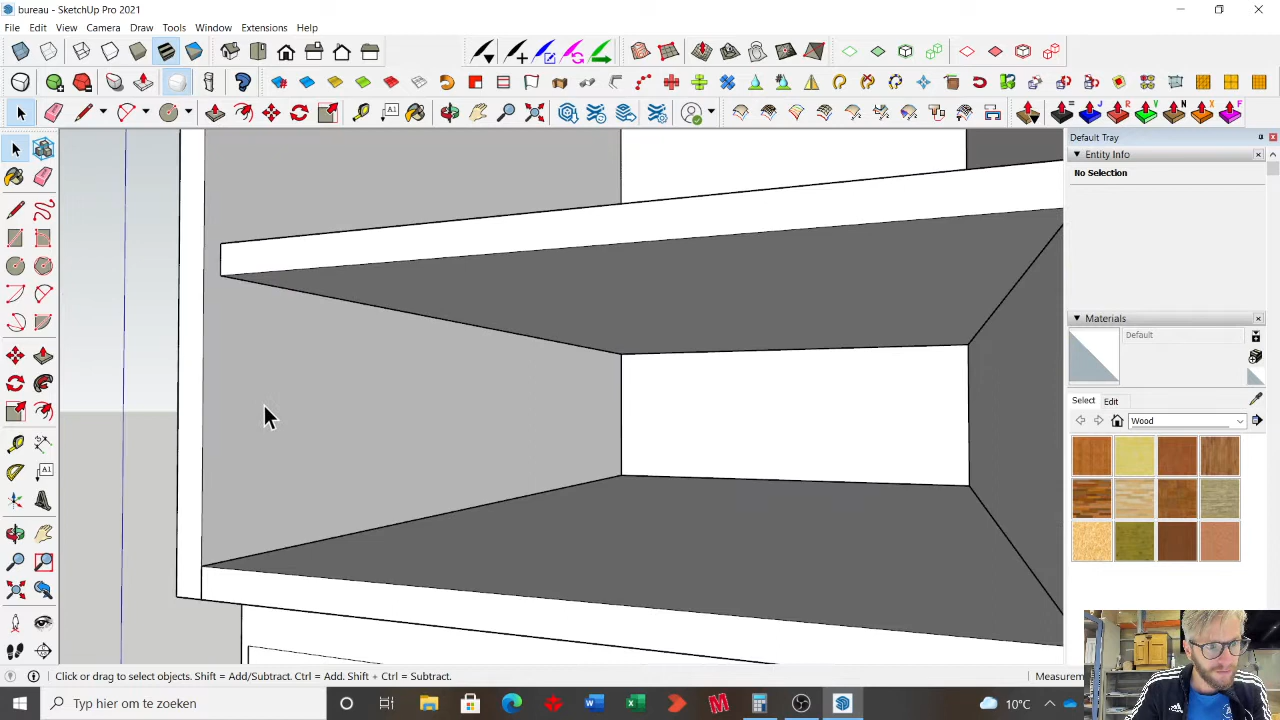 bureau - SketchUp Pro 2021
File Edit View Camera Draw Tools Window Extensions Help
A1
Default Tray
Entity Info
No Selection
Materials
Default
Select Edit
Wood
A1
Click or drag to select objects. Shift = Add/Subtract. Ctrl = Add. Shift + Ctrl = Subtract.
Measurem
Typ hier om te zoeken
10°C